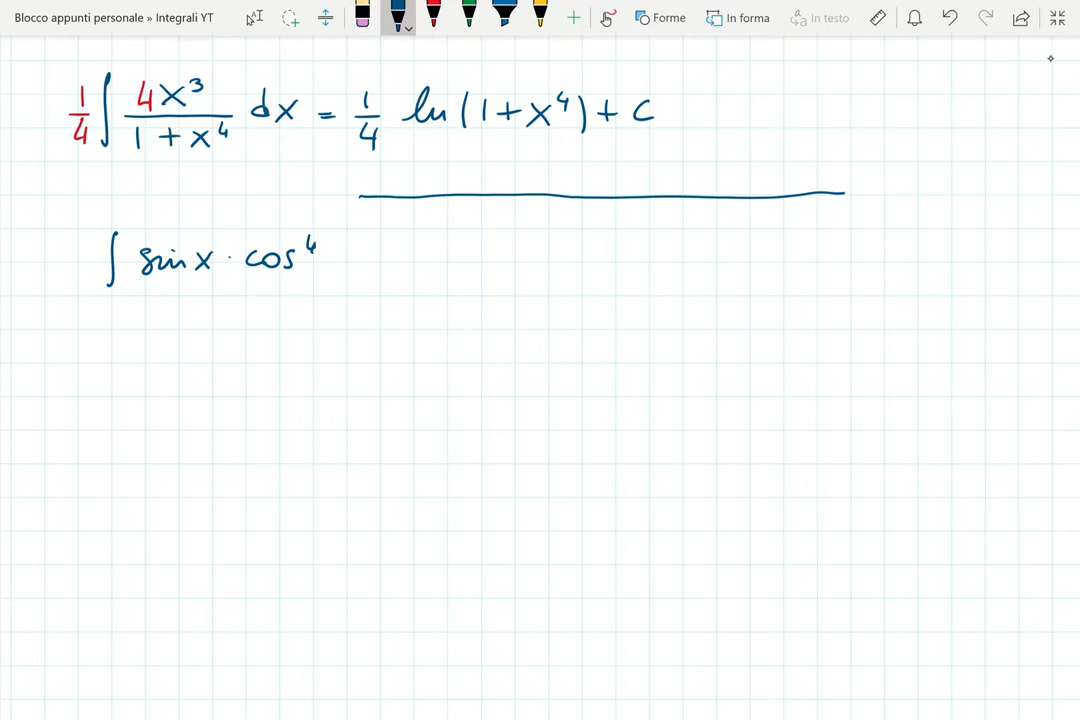 Blocco appunti personale » Integrali YT Forme In forma In testo
1/4 ∫ 4x³/(1 + x⁴) dx = 1/4 ln(1+x⁴) + c
∫ sin x · cos⁴